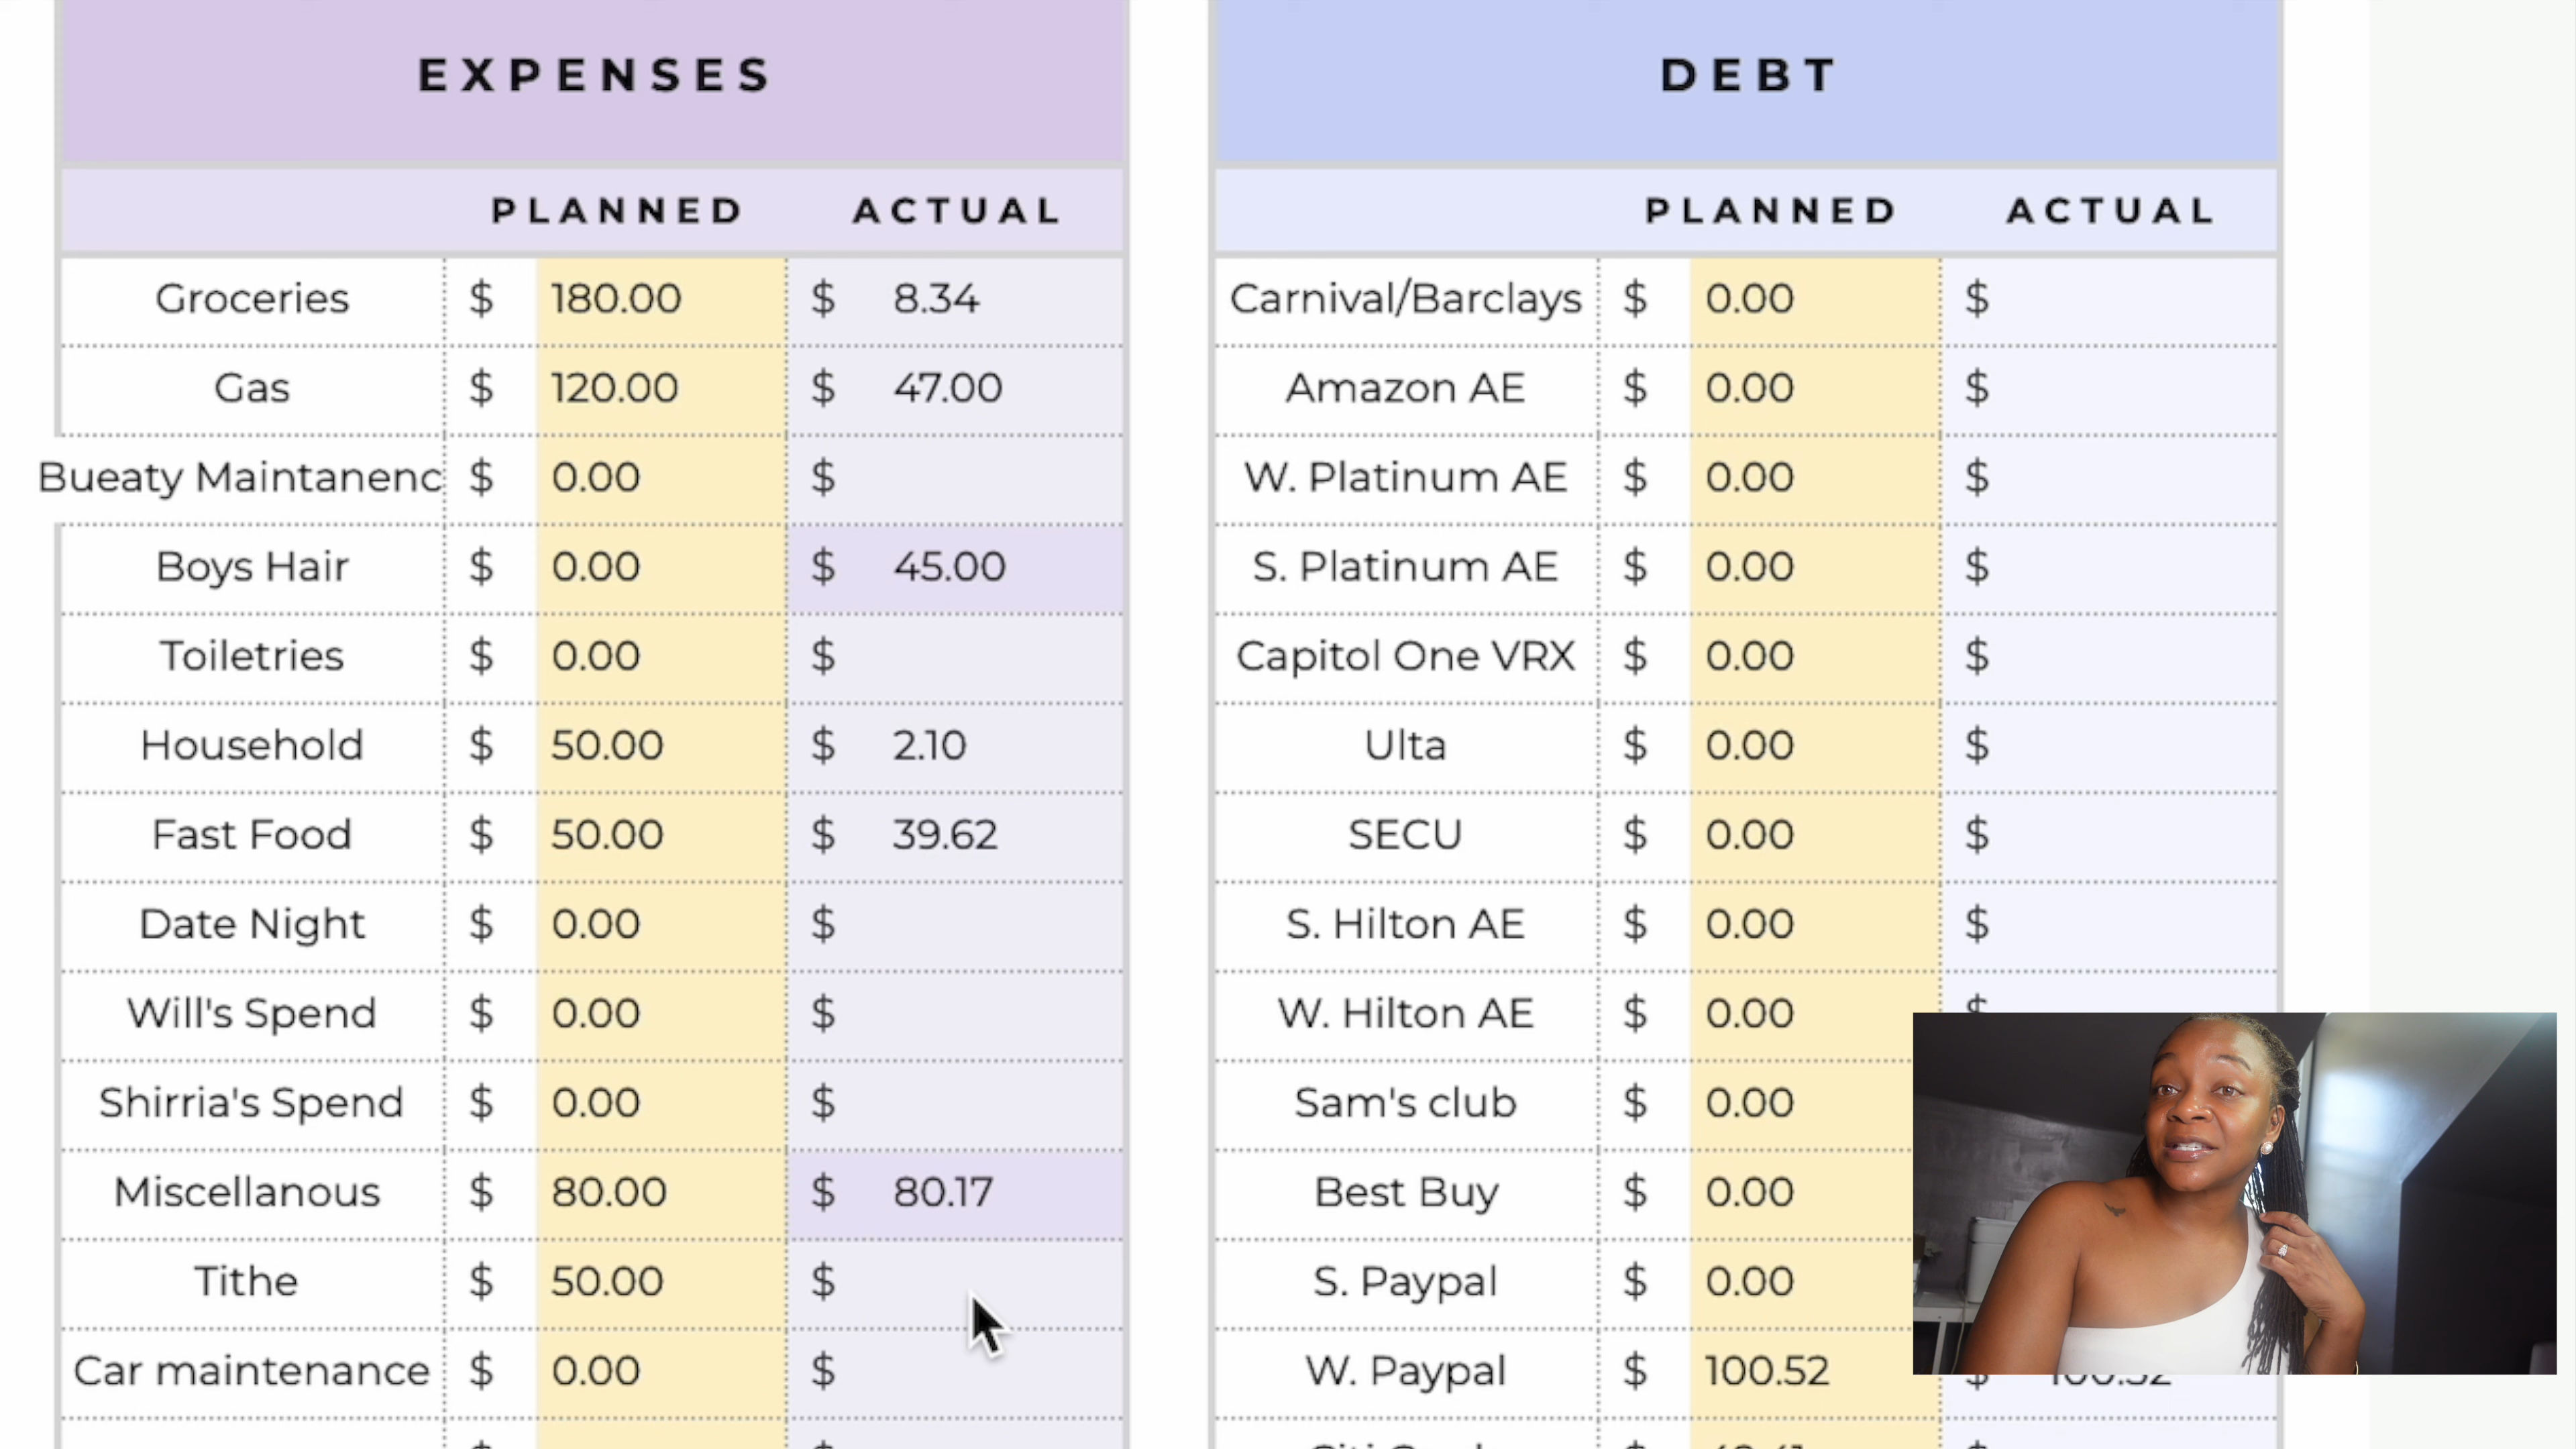 EXPENSES
PLANNED ACTUAL
Groceries $ 180.00 $ 8.34
Gas $ 120.00 $ 47.00
Bueaty Maintanenc $ 0.00 $
Boys Hair $ 0.00 $ 45.00
Toiletries $ 0.00 $
Household $ 50.00 $ 2.10
Fast Food $ 50.00 $ 39.62
Date Night $ 0.00 $
Will's Spend $ 0.00 $
Shirria's Spend $ 0.00 $
Miscellanous $ 80.00 $ 80.17
Tithe $ 50.00 $
Car maintenance $ 0.00 $
DEBT
PLANNED ACTUAL
Carnival/Barclays $ 0.00 $
Amazon AE $ 0.00 $
W. Platinum AE $ 0.00 $
S. Platinum AE $ 0.00 $
Capitol One VRX $ 0.00 $
Ulta $ 0.00 $
SECU $ 0.00 $
S. Hilton AE $ 0.00 $
W. Hilton AE $ 0.00 $
Sam's club $ 0.00
Best Buy $ 0.00
S. Paypal $ 0.00
W. Paypal $ 100.52 $ 100.52